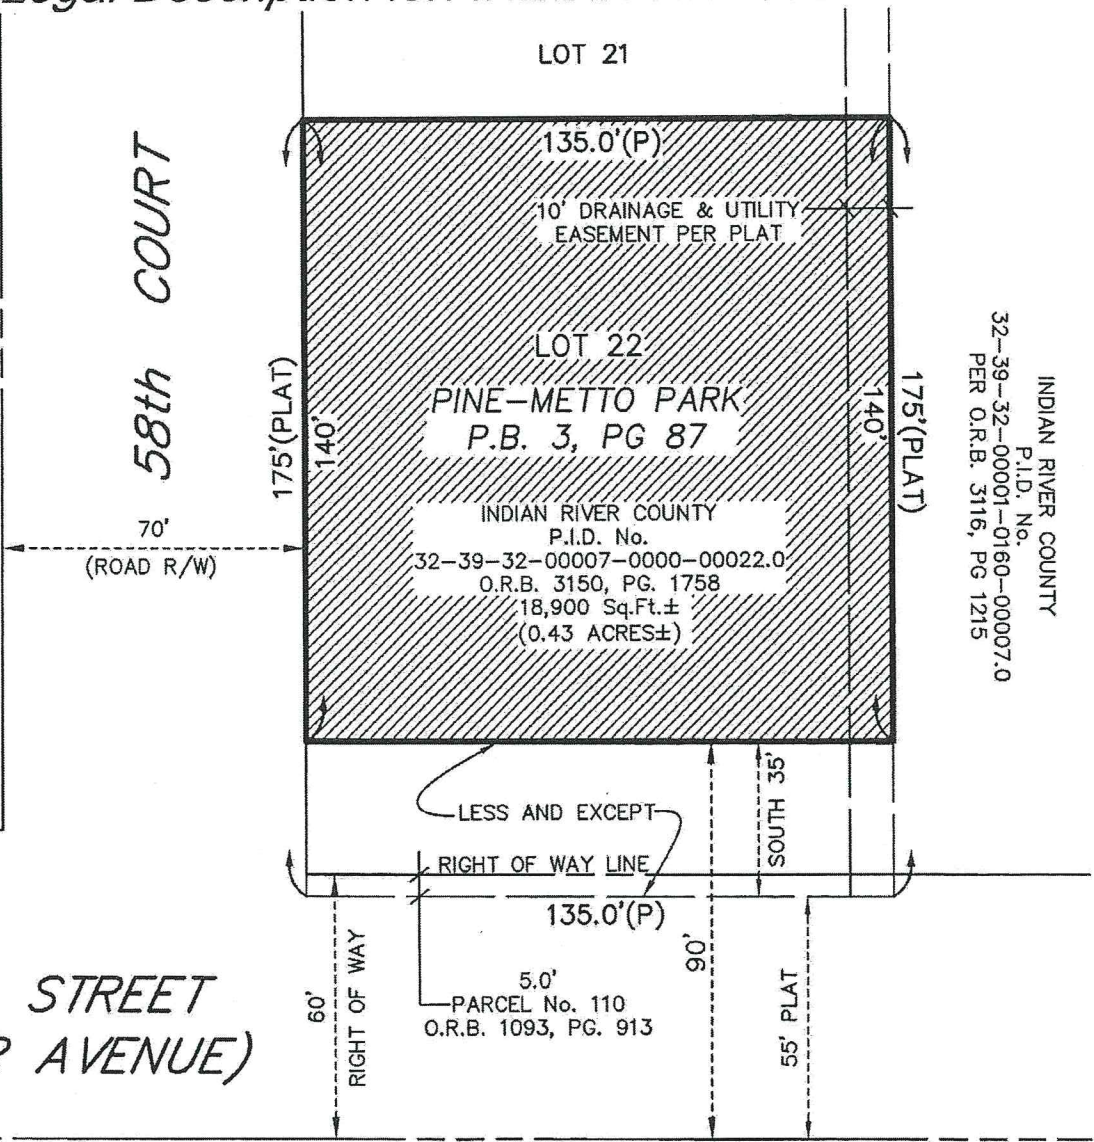 LOT 21
58th COURT
135.0'(P)
10' DRAINAGE & UTILITY
EASEMENT PER PLAT
LOT 22
PINE-METTO PARK
P.B. 3, PG 87
175'(PLAT)
140'
140'
175'(PLAT)
INDIAN RIVER COUNTY
P.I.D. No.
32-39-32-00001-0160-00007.0
PER O.R.B. 3116, PG 1215
70'
(ROAD R/W)
INDIAN RIVER COUNTY
P.I.D. No.
32-39-32-00007-0000-00022.0
O.R.B. 3150, PG. 1758
18,900 Sq.Ft.±
(0.43 ACRES±)
LESS AND EXCEPT
SOUTH 35'
RIGHT OF WAY LINE
135.0'(P)
STREET
AVENUE)
60'
RIGHT OF WAY
5.0'
PARCEL No. 110
O.R.B. 1093, PG. 913
90'
55' PLAT